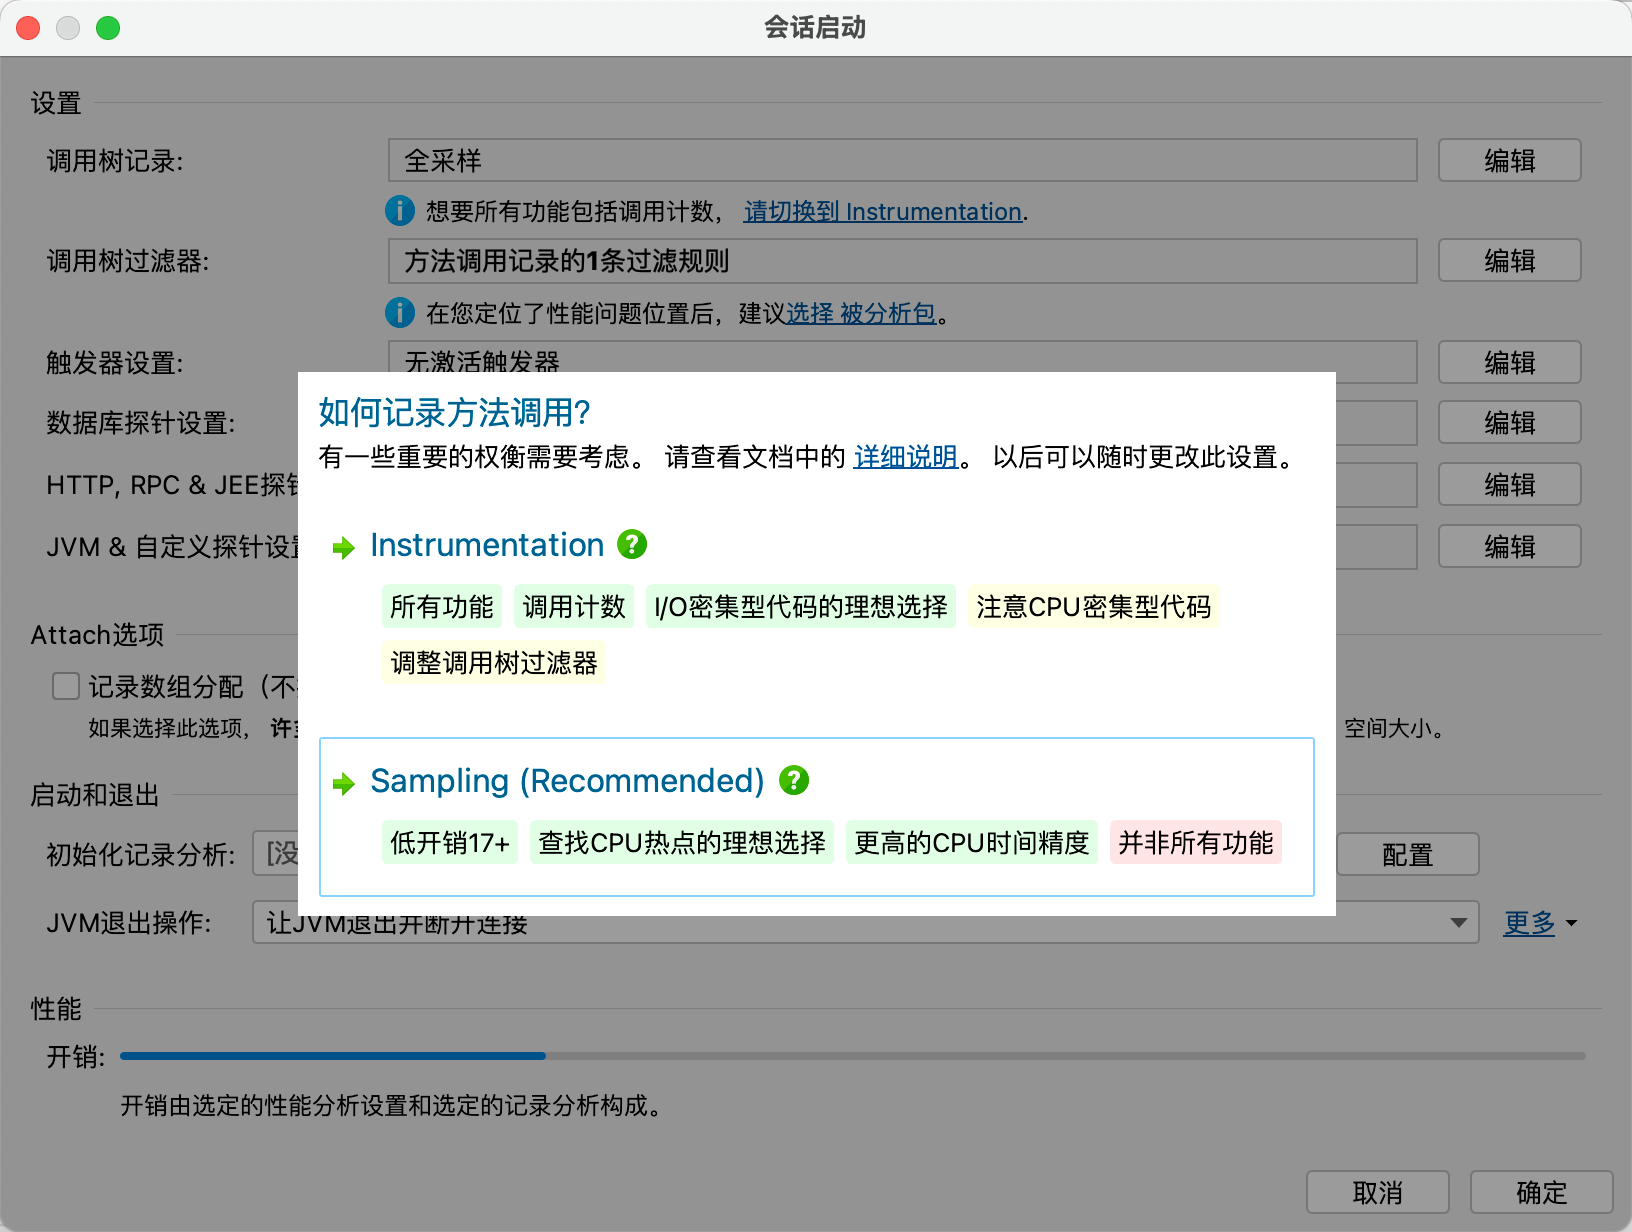 会话启动
设置
调用树记录: 全采样 编辑
想要所有功能包括调用计数， 请切换到 Instrumentation.
调用树过滤器: 方法调用记录的1条过滤规则 编辑
在您定位了性能问题位置后，建议选择 被分析包。
触发器设置: 无激活触发器 编辑
数据库探针设置: 编辑
HTTP, RPC & JEE探 编辑
JVM & 自定义探针设 编辑
如何记录方法调用?
有一些重要的权衡需要考虑。 请查看文档中的 详细说明。 以后可以随时更改此设置。
Instrumentation
所有功能 调用计数 I/O密集型代码的理想选择 注意CPU密集型代码
调整调用树过滤器
Sampling (Recommended)
低开销17+ 查找CPU热点的理想选择 更高的CPU时间精度 并非所有功能
Attach选项
记录数组分配（不
如果选择此选项， 空间大小。
启动和退出
初始化记录分析: [没 配置
JVM退出操作: 让JVM退出并断开连接 更多
性能
开销:
开销由选定的性能分析设置和选定的记录分析构成。
取消 确定